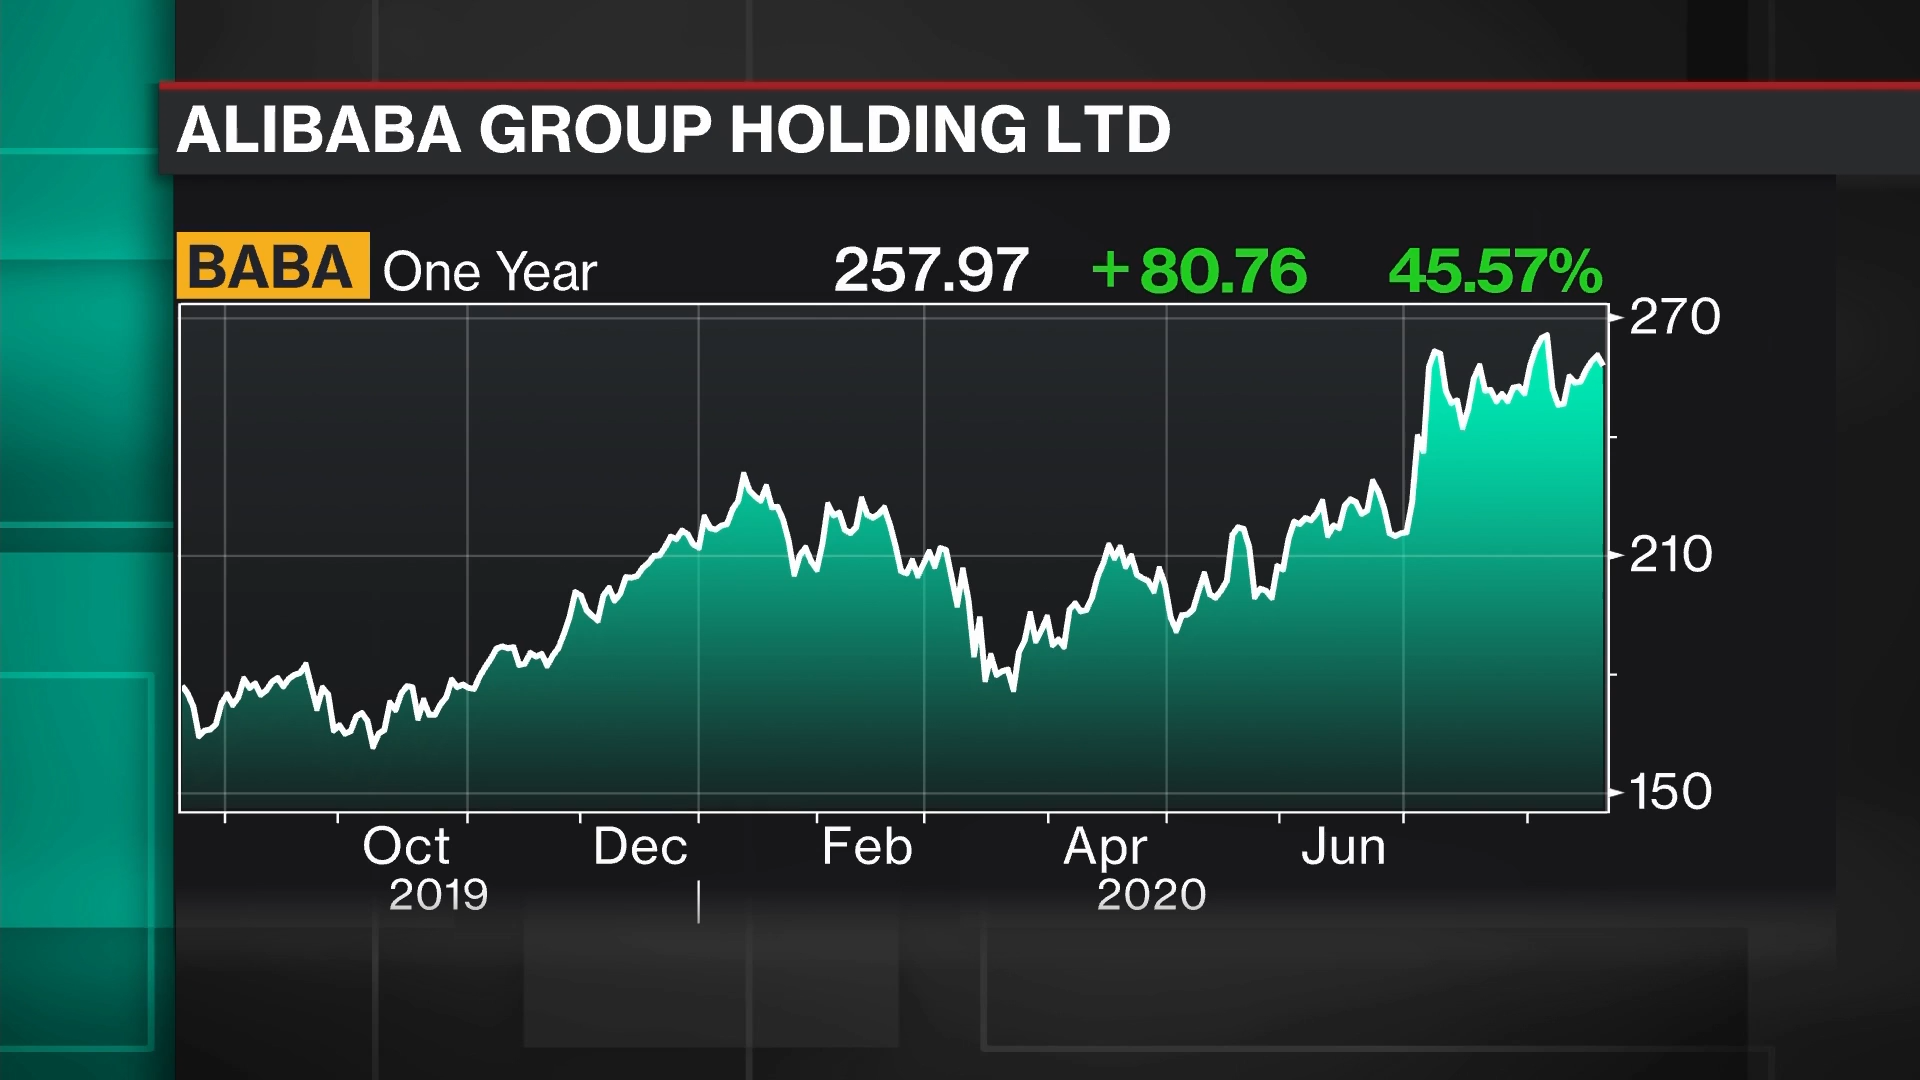 ALIBABA GROUP HOLDING LTD
BABA One Year 257.97 +80.76 45.57%
270
210
150
Oct Dec Feb Apr Jun
2019 2020